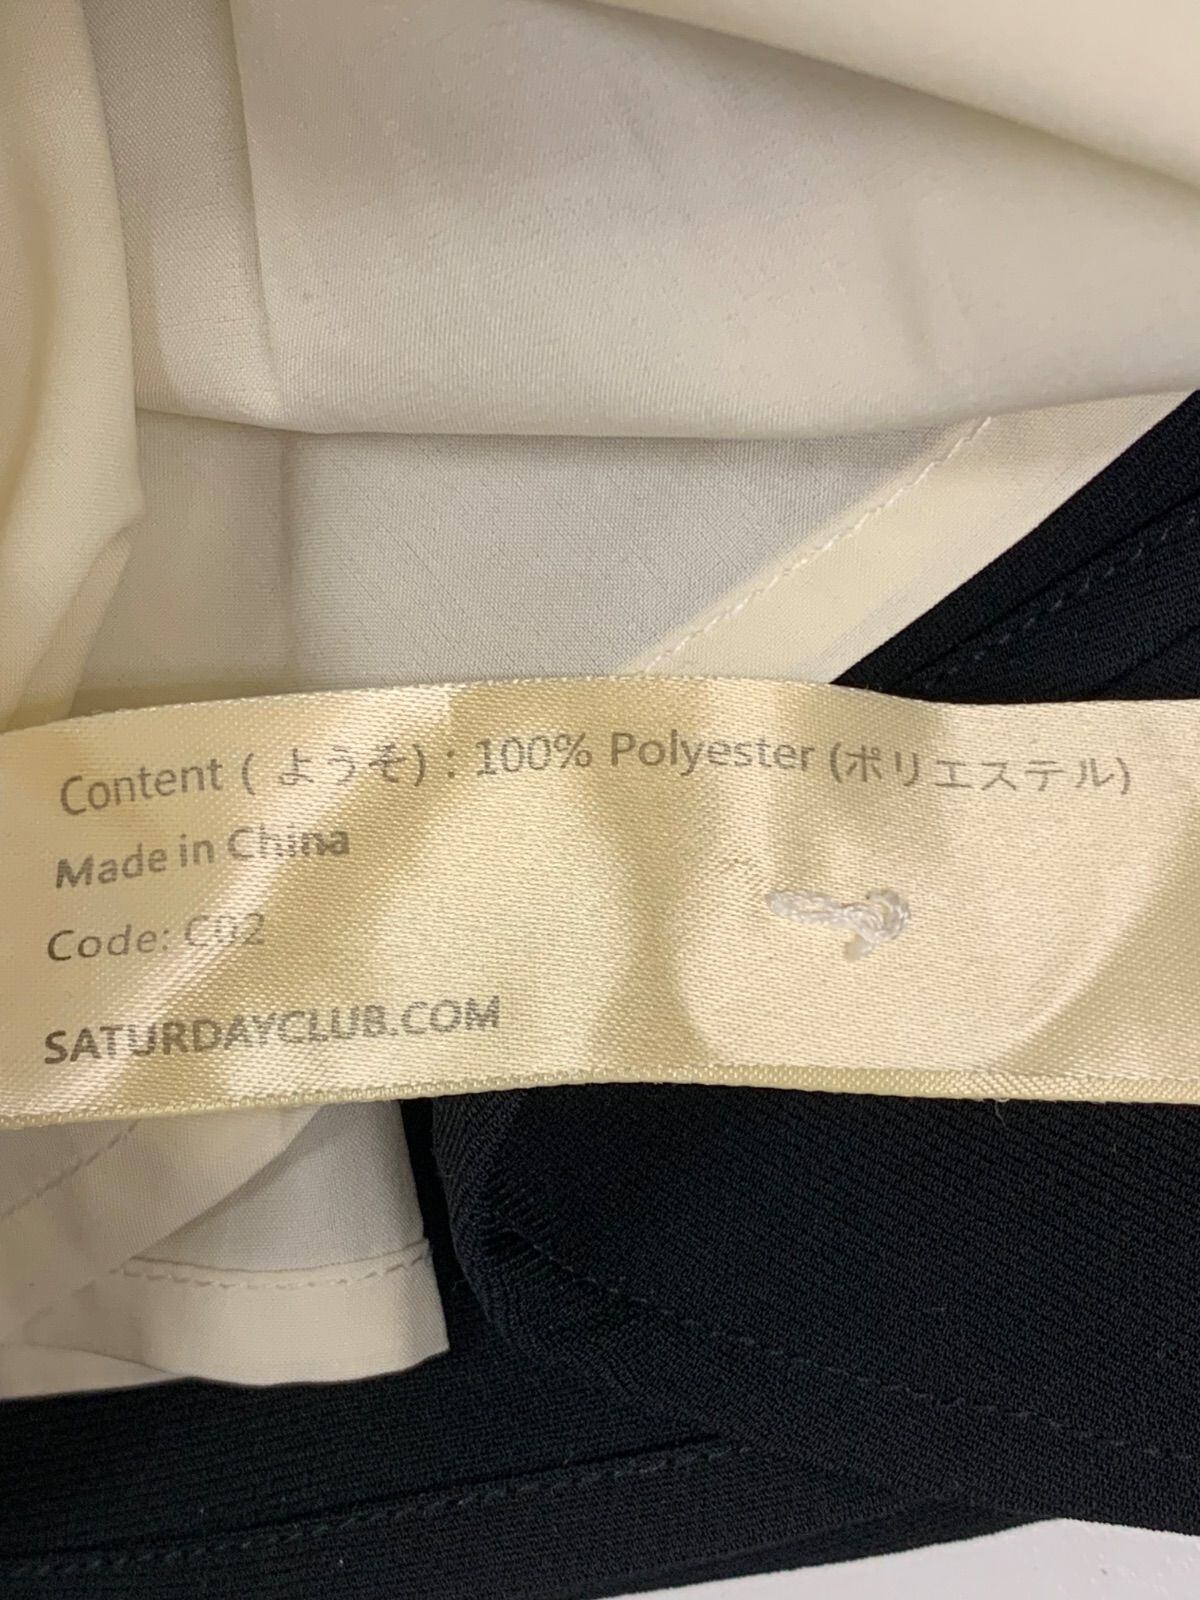 Content ( ようそ) : 100% Polyester (ポリエステル)
Made in China
Code: C02
SATURDAYCLUB.COM